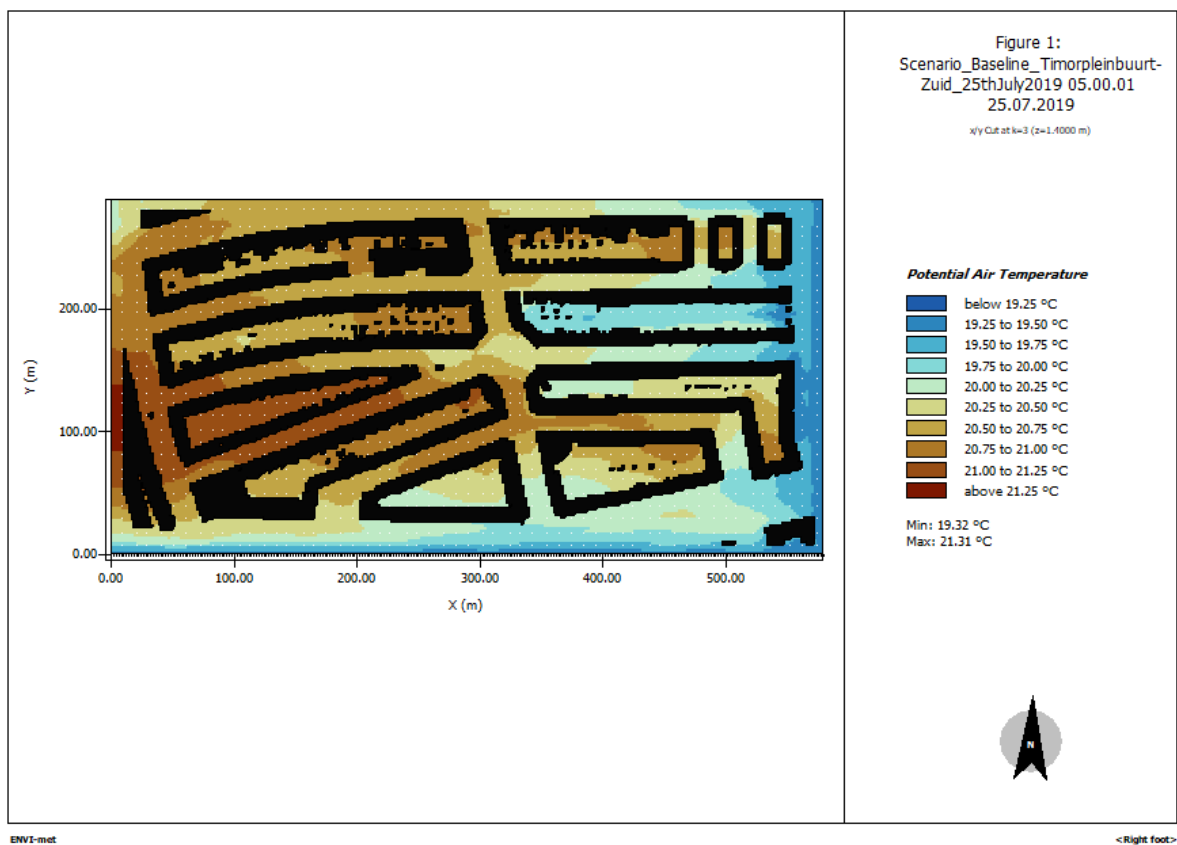 Figure 1:
Scenario_Baseline_Timorpleinbuurt-
Zuid_25thJuly2019 05.00.01
25.07.2019
x/y Cut at k=3 (z=1.4000 m)
Y (m)
200.00
100.00
0.00
0.00 100.00 200.00 300.00 400.00 500.00
X (m)
Potential Air Temperature
below 19.25 °C
19.25 to 19.50 °C
19.50 to 19.75 °C
19.75 to 20.00 °C
20.00 to 20.25 °C
20.25 to 20.50 °C
20.50 to 20.75 °C
20.75 to 21.00 °C
21.00 to 21.25 °C
above 21.25 °C
Min: 19.32 °C
Max: 21.31 °C
N
ENVI-met
<Right foot>